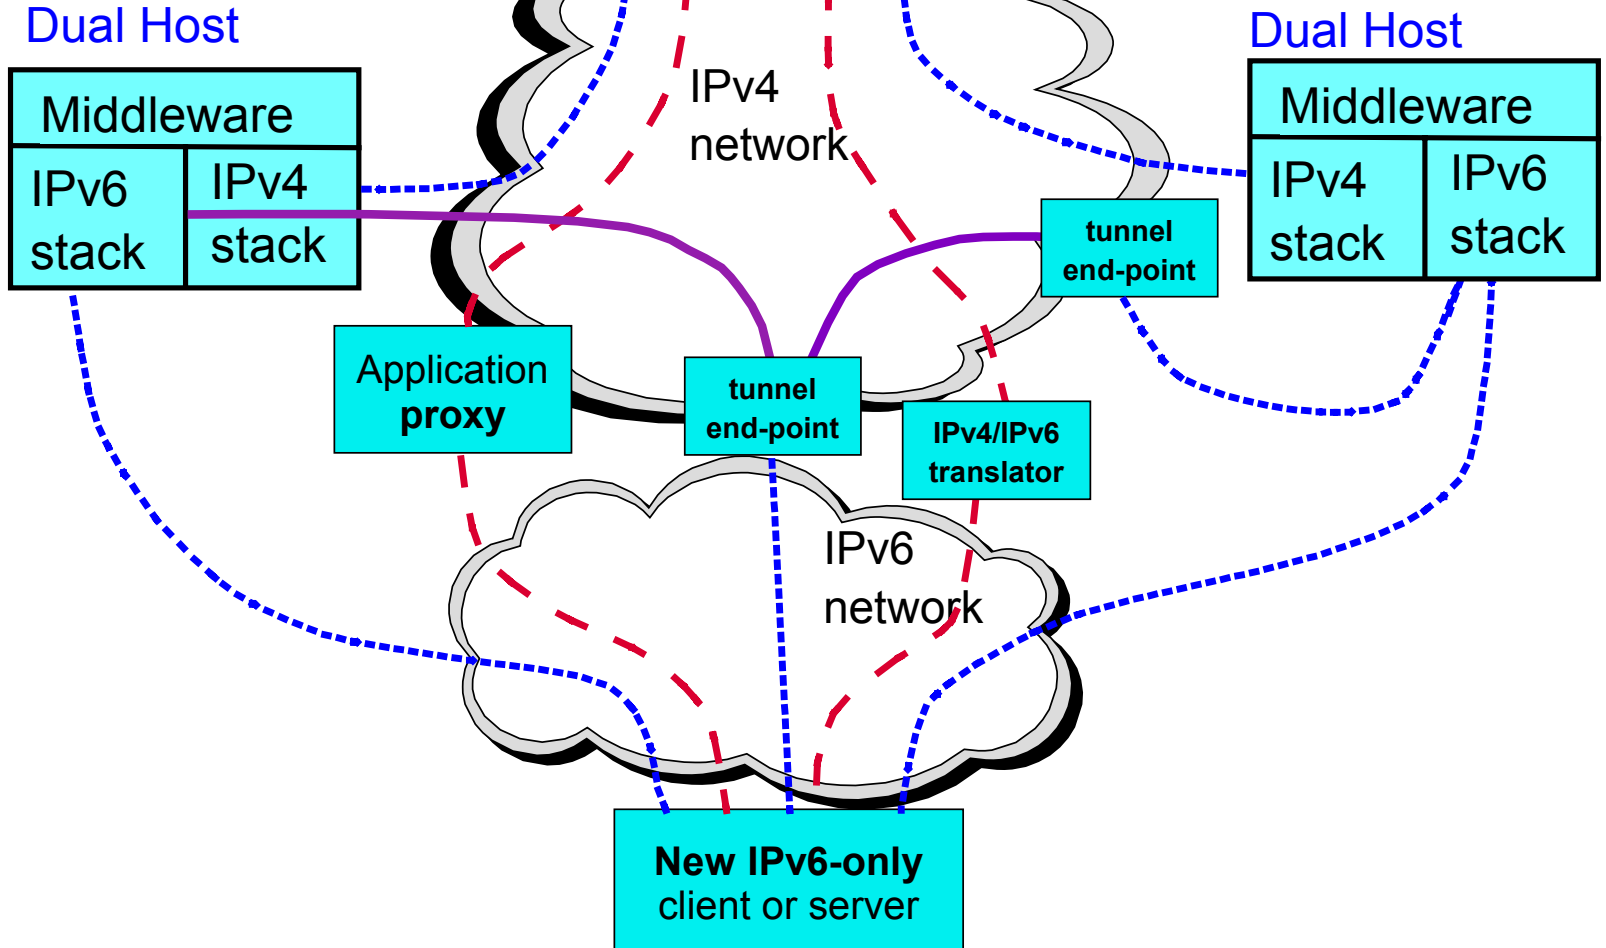 Dual Host
Dual Host
Middleware
IPv6
stack
IPv4
stack
IPv4
network
Middleware
IPv4
stack
IPv6
stack
tunnel
end-point
Application
proxy
tunnel
end-point
IPv4/IPv6
translator
IPv6
network
New IPv6-only
client or server